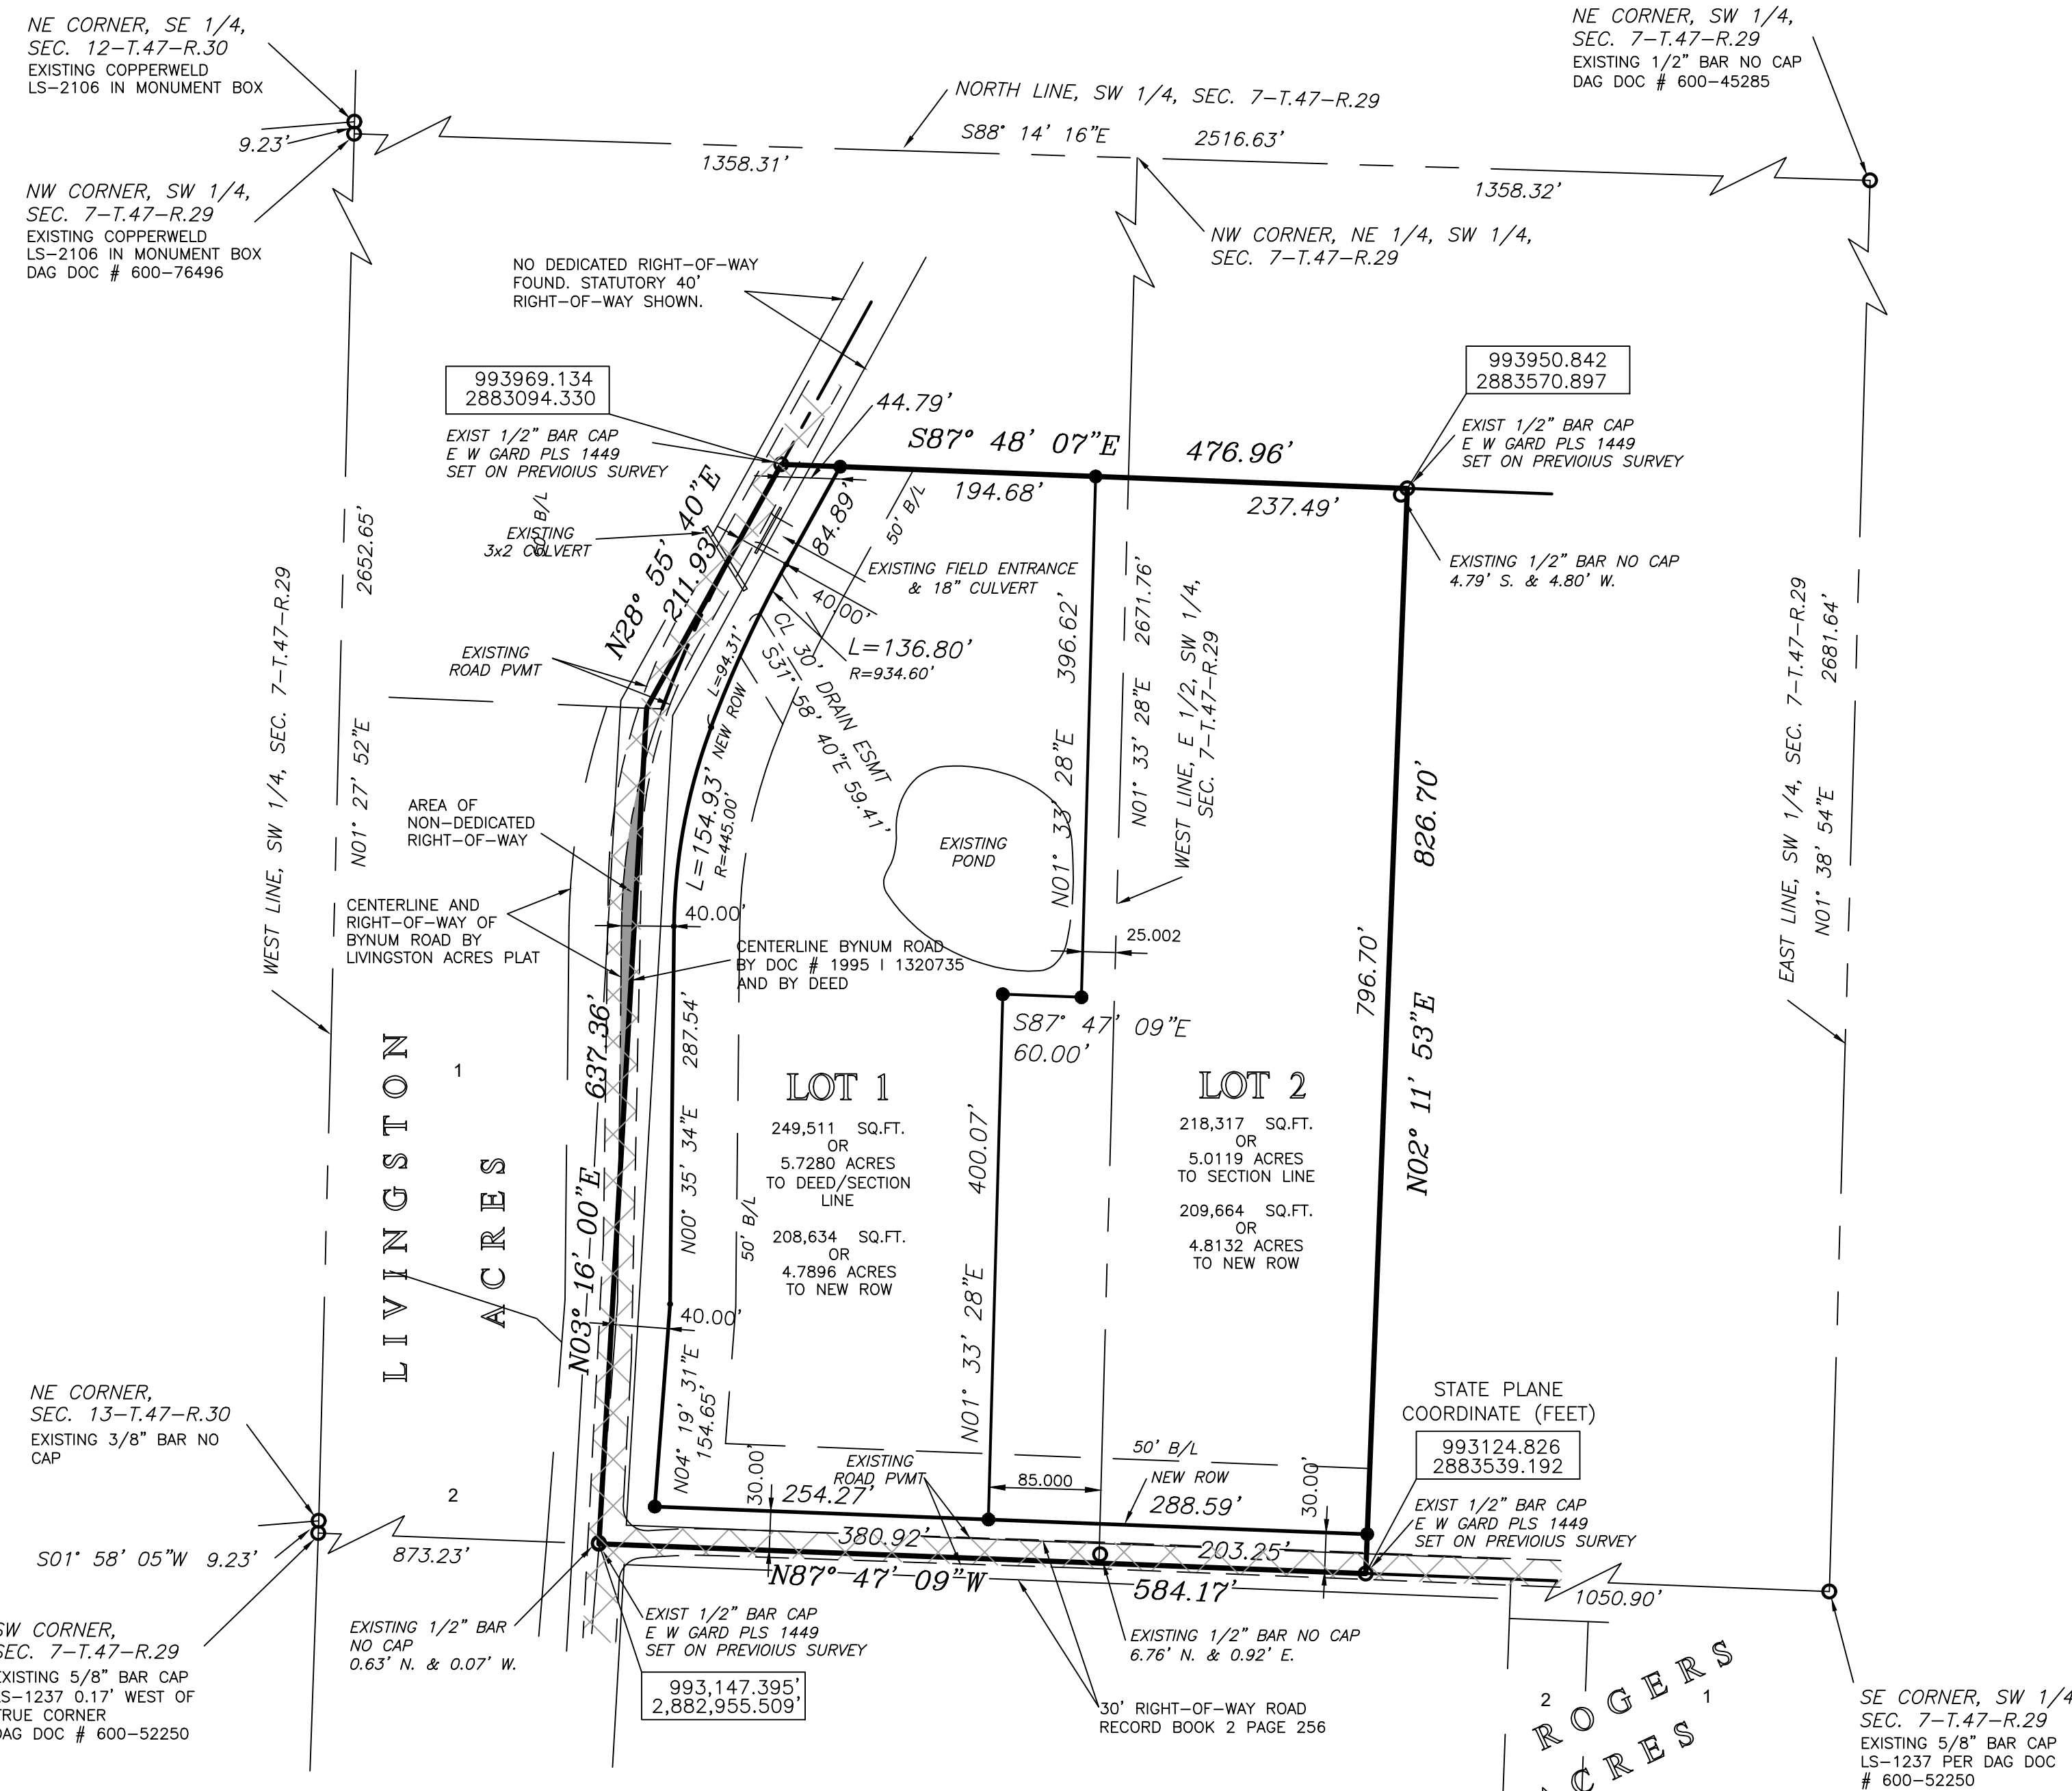 NE CORNER, SE 1/4,
SEC. 12-T.47-R.30
EXISTING COPPERWELD
LS-2106 IN MONUMENT BOX
9.23'
NW CORNER, SW 1/4,
SEC. 7-T.47-R.29
EXISTING COPPERWELD
LS-2106 IN MONUMENT BOX
DAG DOC # 600-76496
NORTH LINE, SW 1/4, SEC. 7-T.47-R.29
S88° 14' 16"E
2516.63'
1358.31'
1358.32'
NE CORNER, SW 1/4,
SEC. 7-T.47-R.29
EXISTING 1/2" BAR NO CAP
DAG DOC # 600-45285
NW CORNER, NE 1/4, SW 1/4,
SEC. 7-T.47-R.29
NO DEDICATED RIGHT-OF-WAY
FOUND. STATUTORY 40'
RIGHT-OF-WAY SHOWN.
993969.134
2883094.330
EXIST 1/2" BAR CAP
E W GARD PLS 1449
SET ON PREVIOIUS SURVEY
50' B/L
EXISTING
3x2 CULVERT
44.79'
S87° 48' 07"E
476.96'
194.68'
237.49'
993950.842
2883570.897
EXIST 1/2" BAR CAP
E W GARD PLS 1449
SET ON PREVIOIUS SURVEY
EXISTING 1/2" BAR NO CAP
4.79' S. & 4.80' W.
N28° 55' 40"E
211.93'
84.89'
50' B/L
EXISTING FIELD ENTRANCE
& 18" CULVERT
40.00'
L=136.80'
R=934.60'
CL 30' DRAIN ESMT
S31° 58' 40"E 59.41'
L=94.31'
NEW ROW
L=154.93'
R=445.00'
EXISTING
ROAD PVMT
WEST LINE, SW 1/4, SEC. 7-T.47-R.29
N01° 27' 52"E
2652.65'
396.62'
N01° 33' 28"E
N01° 33' 28"E
2671.76'
WEST LINE, E 1/2, SW 1/4,
SEC. 7-T.47-R.29
EAST LINE, SW 1/4, SEC. 7-T.47-R.29
N01° 38' 54"E
2681.64'
AREA OF
NON-DEDICATED
RIGHT-OF-WAY
EXISTING
POND
CENTERLINE AND
RIGHT-OF-WAY OF
BYNUM ROAD BY
LIVINGSTON ACRES PLAT
40.00'
CENTERLINE BYNUM ROAD
BY DOC # 1995 I 1320735
AND BY DEED
25.002
S87° 47' 09"E
60.00'
826.70'
796.70'
N02° 11' 53"E
637.36'
N03° 16' 00"E
287.54'
N00° 35' 34"E
50' B/L
LIVINGSTON
ACRES
1
LOT 1
249,511 SQ.FT.
OR
5.7280 ACRES
TO DEED/SECTION
LINE
208,634 SQ.FT.
OR
4.7896 ACRES
TO NEW ROW
400.07'
N01° 33' 28"E
LOT 2
218,317 SQ.FT.
OR
5.0119 ACRES
TO SECTION LINE
209,664 SQ.FT.
OR
4.8132 ACRES
TO NEW ROW
40.00'
N04° 19' 31"E
154.65'
NE CORNER,
SEC. 13-T.47-R.30
EXISTING 3/8" BAR NO
CAP
2
S01° 58' 05"W 9.23'
873.23'
30.00'
254.27'
EXISTING
ROAD PVMT
85.000
50' B/L
NEW ROW
288.59'
30.00'
STATE PLANE
COORDINATE (FEET)
993124.826
2883539.192
EXIST 1/2" BAR CAP
E W GARD PLS 1449
SET ON PREVIOIUS SURVEY
380.92'
203.25'
N87° 47' 09"W
584.17'
1050.90'
SW CORNER,
SEC. 7-T.47-R.29
EXISTING 5/8" BAR CAP
LS-1237 0.17' WEST OF
TRUE CORNER
DAG DOC # 600-52250
EXISTING 1/2" BAR
NO CAP
0.63' N. & 0.07' W.
EXIST 1/2" BAR CAP
E W GARD PLS 1449
SET ON PREVIOIUS SURVEY
993,147.395'
2,882,955.509'
EXISTING 1/2" BAR NO CAP
6.76' N. & 0.92' E.
30' RIGHT-OF-WAY ROAD
RECORD BOOK 2 PAGE 256
2
1
ROGERS
ACRES
SE CORNER, SW 1/4
SEC. 7-T.47-R.29
EXISTING 5/8" BAR CAP
LS-1237 PER DAG DOC
# 600-52250